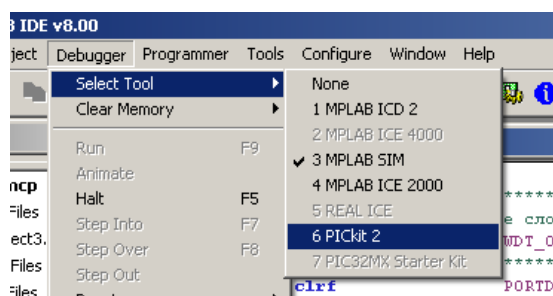 B IDE v8.00
ject Debugger Programmer Tools Configure Window Help
Select Tool
Clear Memory
Run F9
Animate
Halt F5
Step Into F7
Step Over F8
Step Out
None
1 MPLAB ICD 2
2 MPLAB ICE 4000
3 MPLAB SIM
4 MPLAB ICE 2000
5 REAL ICE
6 PICkit 2
7 PIC32MX Starter Kit
mcp
Files
ect3.
Files
Files
*****
е сло
WDT_O
*****
clrf PORTD